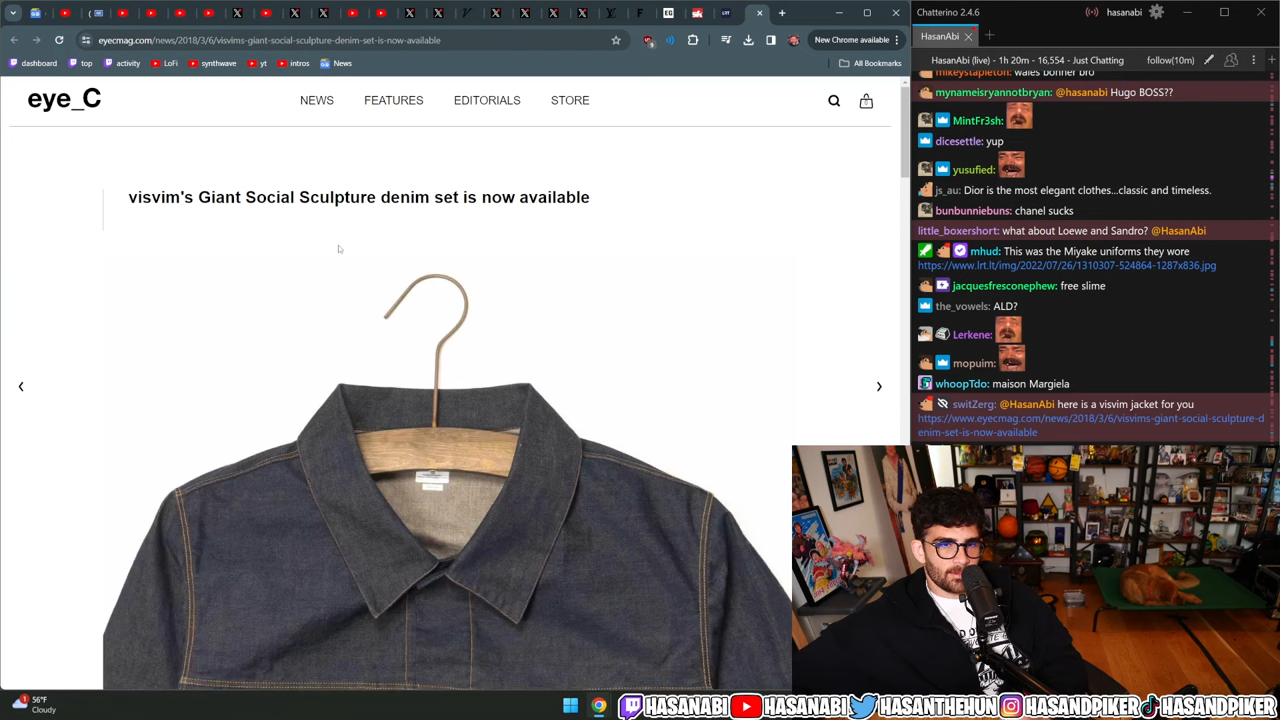 eyecmag.com/news/2018/3/6/visvims-giant-social-sculpture-denim-set-is-now-available
New Chrome available
dashboard
top
activity
LoFi
synthwave
yt
intros
News
All Bookmarks
eye_C
NEWS
FEATURES
EDITORIALS
STORE
visvim's Giant Social Sculpture denim set is now available
Chatterino 2.4.6
hasanabi
HasanAbi
HasanAbi (live) - 1h 20m - 16,554 - Just Chatting
follow(10m)
mikeystapleton: wales bonner bro
mynameisryannotbryan: @hasanabi Hugo BOSS??
MintFr3sh:
dicesettle: yup
yusufied:
js_au: Dior is the most elegant clothes...classic and timeless.
bunbunniebuns: chanel sucks
little_boxershort: what about Loewe and Sandro? @HasanAbi
mhud: This was the Miyake uniforms they wore
https://www.lrt.lt/img/2022/07/26/1310307-524864-1287x836.jpg
jacquesfresconephew: free slime
the_vowels: ALD?
Lerkene:
mopuim:
whoopTdo: maison Margiela
switZerg: @HasanAbi here is a visvim jacket for you
https://www.eyecmag.com/news/2018/3/6/visvims-giant-social-sculpture-d
enim-set-is-now-available
56°F
Cloudy
HASANABI
HASANABI
HASANTHEHUN
HASANDPIKER
HASANDPIKER